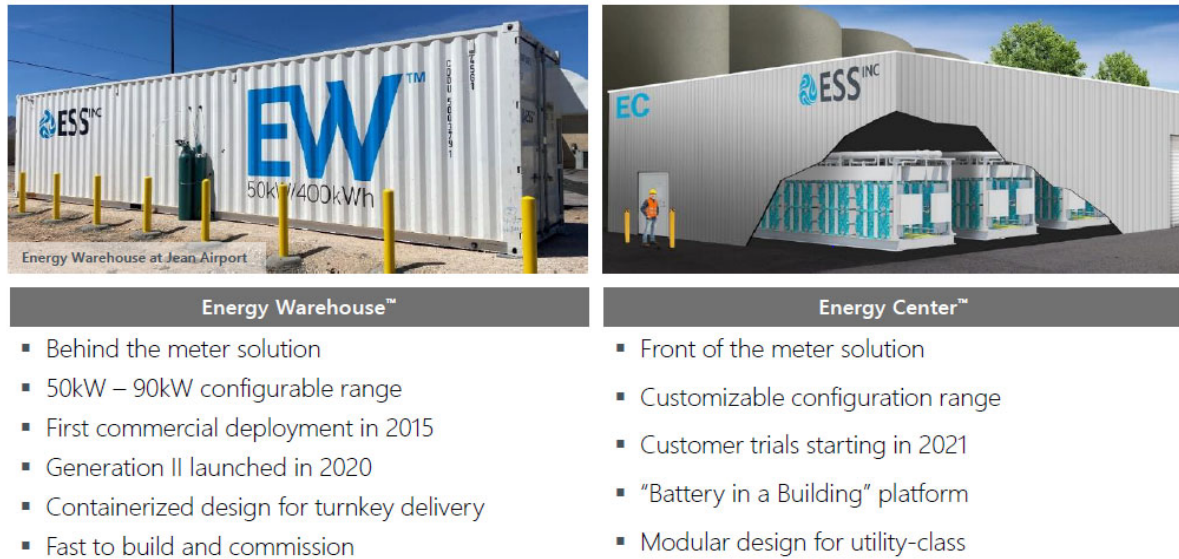 ESS INC
EW™
50kW/400kWh
Energy Warehouse at Jean Airport
EC
ESS INC
Energy Warehouse™
▪ Behind the meter solution
▪ 50kW – 90kW configurable range
▪ First commercial deployment in 2015
▪ Generation II launched in 2020
▪ Containerized design for turnkey delivery
▪ Fast to build and commission
Energy Center™
▪ Front of the meter solution
▪ Customizable configuration range
▪ Customer trials starting in 2021
▪ “Battery in a Building” platform
▪ Modular design for utility-class